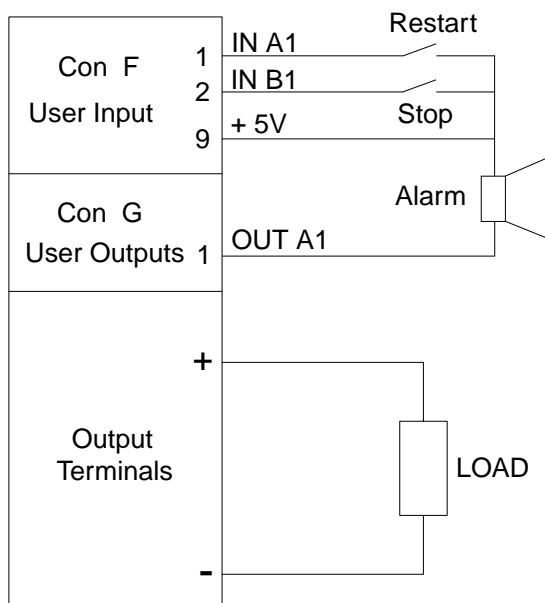 Restart
1 IN A1
Con F
2 IN B1
User Input
Stop
9 + 5V
Alarm
Con G
User Outputs 1 OUT A1
+
Output
Terminals
LOAD
-